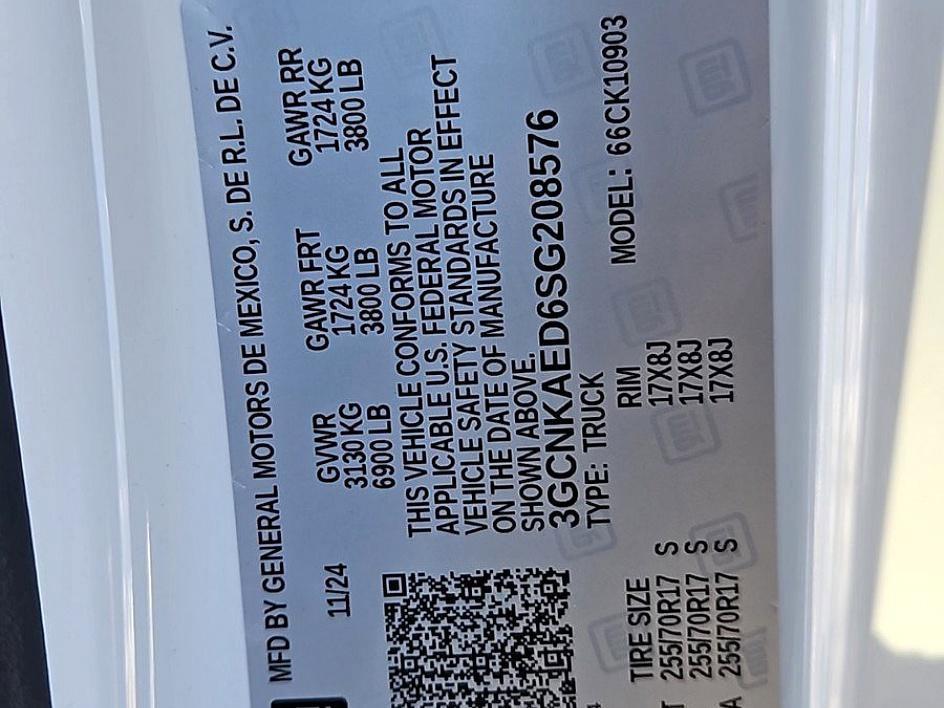 MFD BY GENERAL MOTORS DE MEXICO, S. DE R.L. DE C.V.
11/24 GVWR GAWR FRT GAWR RR
3130 KG 1724 KG 1724 KG
6900 LB 3800 LB 3800 LB
THIS VEHICLE CONFORMS TO ALL
APPLICABLE U.S. FEDERAL MOTOR
VEHICLE SAFETY STANDARDS IN EFFECT
ON THE DATE OF MANUFACTURE
SHOWN ABOVE.
3GCNKAED6SG208576
TYPE: TRUCK MODEL: 66CK10903
TIRE SIZE RIM
255/70R17 S 17X8J
255/70R17 S 17X8J
255/70R17 S 17X8J